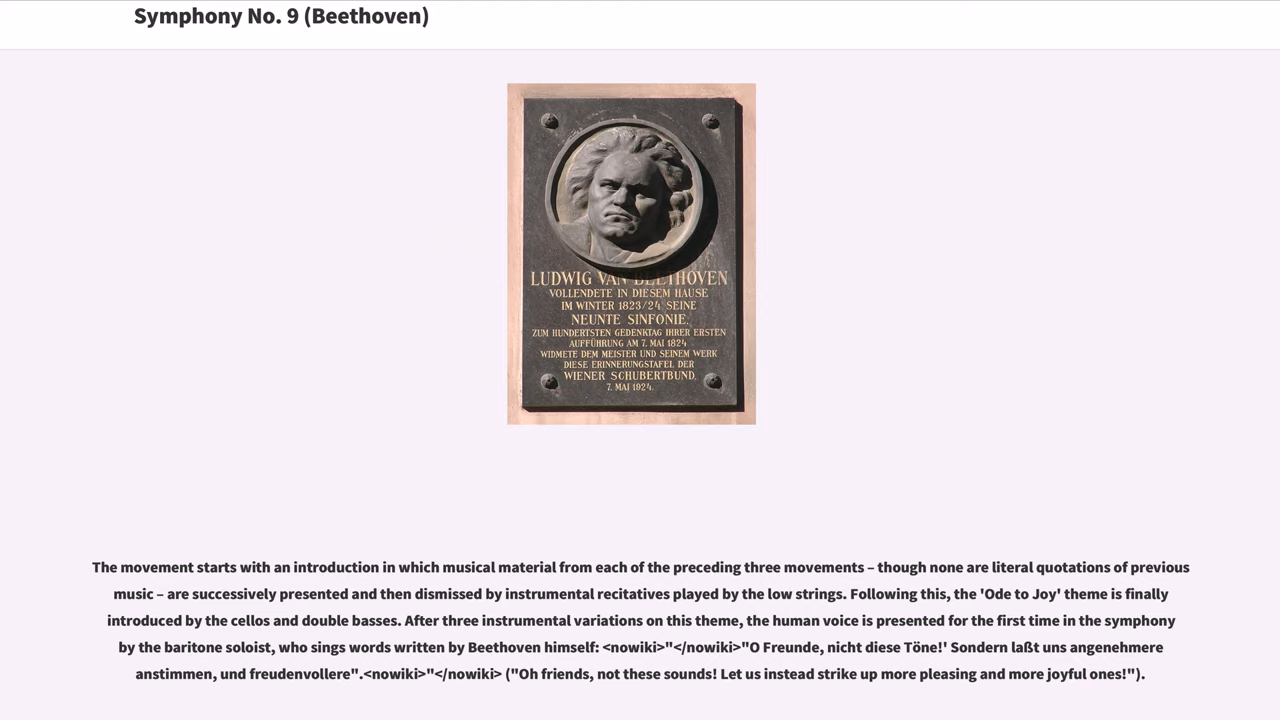 Symphony No. 9 (Beethoven)
LUDWIG VAN BEETHOVEN
VOLLENDETE IN DIESEM HAUSE
IM WINTER 1823/24 SEINE
NEUNTE SINFONIE.
ZUM HUNDERTSTEN GEDENKTAG IHRER ERSTEN
AUFFÜHRUNG AM 7. MAI 1824
WIDMETE DEM MEISTER UND SEINEM WERK
DIESE ERINNERUNGSTAFEL DER
WIENER SCHUBERTBUND.
7. MAI 1924.
The movement starts with an introduction in which musical material from each of the preceding three movements – though none are literal quotations of previous
music – are successively presented and then dismissed by instrumental recitatives played by the low strings. Following this, the 'Ode to Joy' theme is finally
introduced by the cellos and double basses. After three instrumental variations on this theme, the human voice is presented for the first time in the symphony
by the baritone soloist, who sings words written by Beethoven himself: <nowiki>"</nowiki>"O Freunde, nicht diese Töne!' Sondern laßt uns angenehmere
anstimmen, und freudenvollere".<nowiki>"</nowiki> ("Oh friends, not these sounds! Let us instead strike up more pleasing and more joyful ones!").